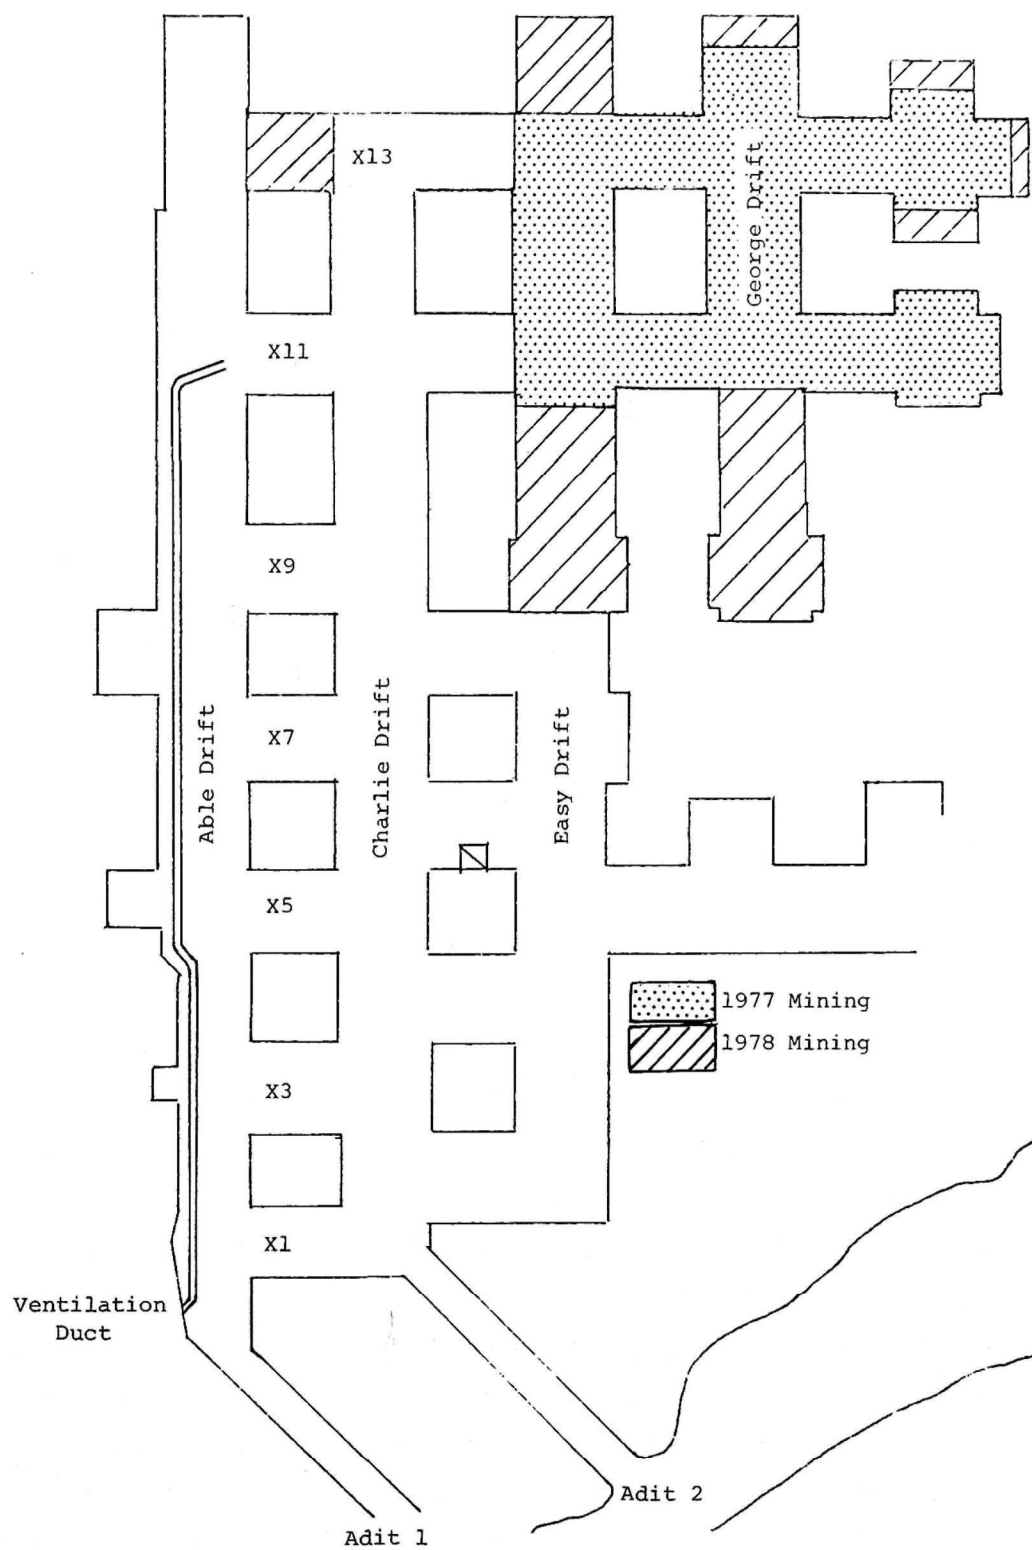 X13
George Drift
X11
X9
Able Drift
X7
Charlie Drift
Easy Drift
X5
1977 Mining
1978 Mining
X3
X1
Ventilation
Duct
Adit 2
Adit 1